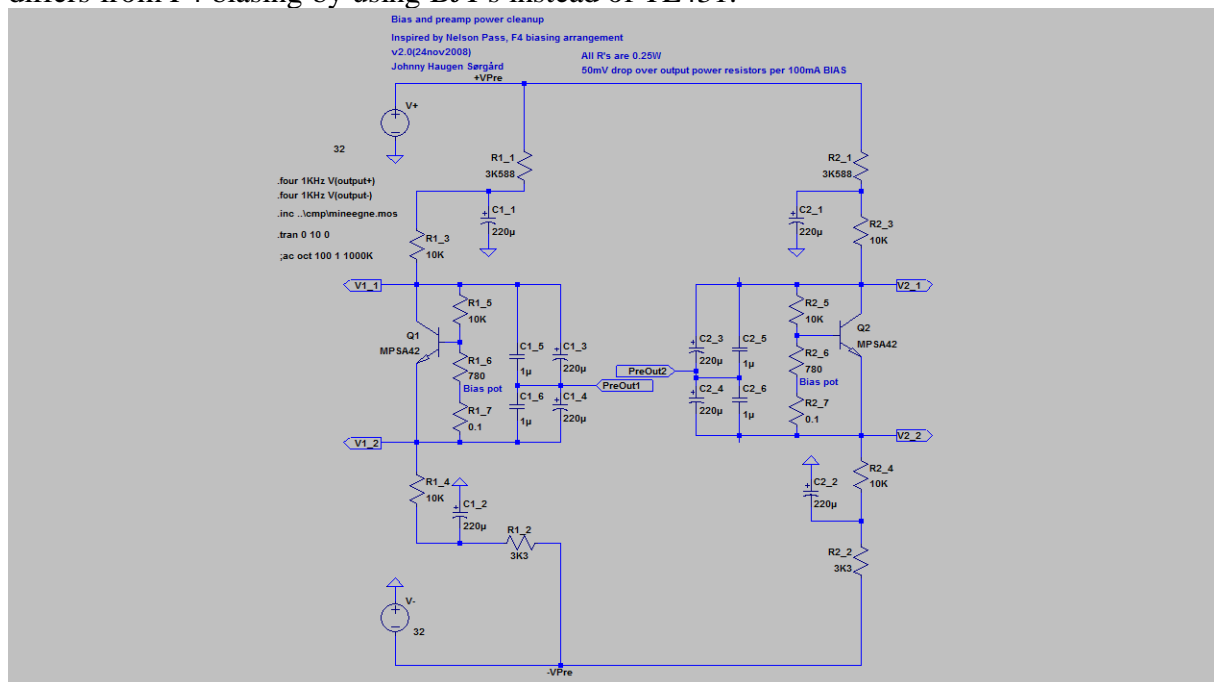 differs from F4 biasing by using BJT's instead of TL431.
Bias and preamp power cleanup
Inspired by Nelson Pass, F4 biasing arrangement
v2.0(24nov2008)
Johnny Haugen Sørgård
All R's are 0.25W
50mV drop over output power resistors per 100mA BIAS
+VPre
V+
32
.four 1KHz V(output+)
.four 1KHz V(output-)
.inc ..\cmp\mineegne.mos
.tran 0 10 0
;ac oct 100 1 1000K
R1_1
3K588
C1_1
220µ
R1_3
10K
V1_1
Q1
MPSA42
R1_5
10K
R1_6
780
Bias pot
R1_7
0.1
C1_5
1µ
C1_3
220µ
C1_6
1µ
C1_4
220µ
PreOut1
V1_2
R1_4
10K
C1_2
220µ
R1_2
3K3
R2_1
3K588
C2_1
220µ
R2_3
10K
V2_1
C2_3
220µ
C2_5
1µ
R2_5
10K
Q2
MPSA42
PreOut2
C2_4
220µ
C2_6
1µ
R2_6
780
Bias pot
R2_7
0.1
V2_2
C2_2
220µ
R2_4
10K
R2_2
3K3
V-
32
-VPre